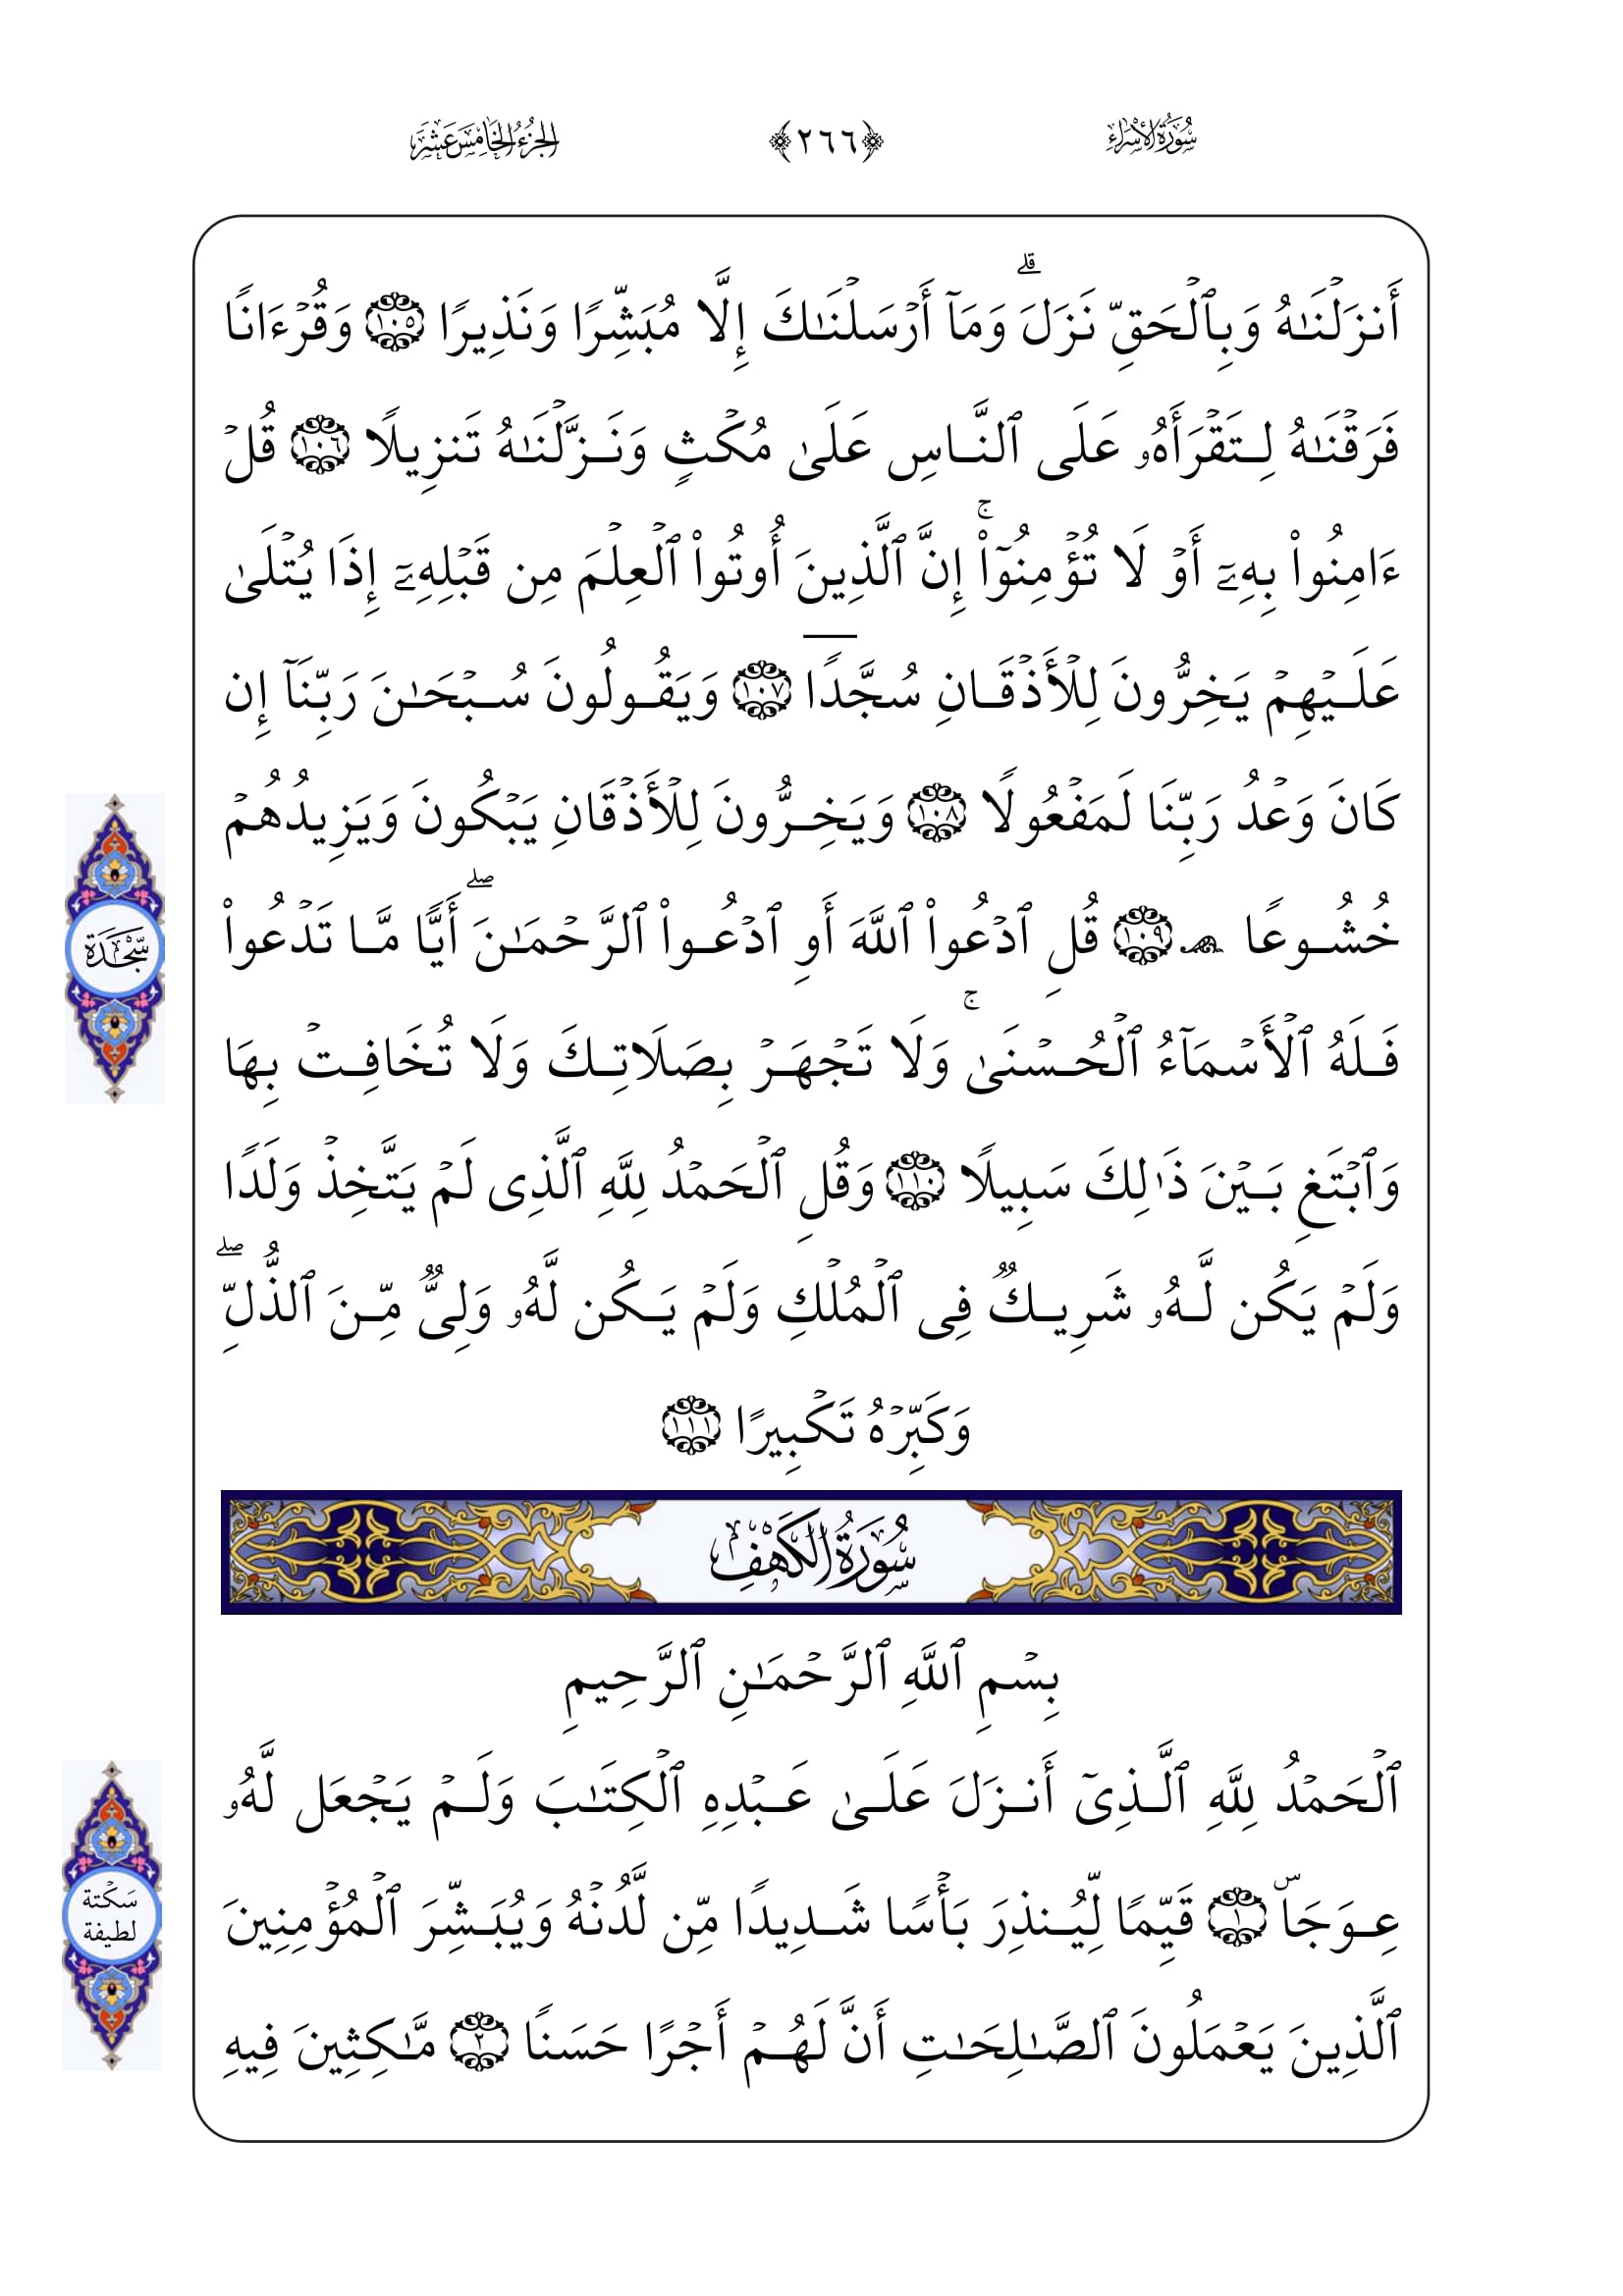 سُورَةُ الإِسْرَاءِ ﴿٢٦٦﴾ الجُزْءُ الخَامِسَ عَشَرَ
أَنزَلْنَـٰهُ وَبِٱلْحَقِّ نَزَلَ ۗ وَمَآ أَرْسَلْنَـٰكَ إِلَّا مُبَشِّرًا وَنَذِيرًا ١٠٥ وَقُرْءَانًا
فَرَقْنَـٰهُ لِتَقْرَأَهُۥ عَلَى ٱلنَّاسِ عَلَىٰ مُكْثٍ وَنَزَّلْنَـٰهُ تَنزِيلًا ١٠٦ قُلْ
ءَامِنُوا۟ بِهِۦٓ أَوْ لَا تُؤْمِنُوٓا۟ ۚ إِنَّ ٱلَّذِينَ أُوتُوا۟ ٱلْعِلْمَ مِن قَبْلِهِۦٓ إِذَا يُتْلَىٰ
عَلَيْهِمْ يَخِرُّونَ لِلْأَذْقَانِ سُجَّدًا ١٠٧ وَيَقُولُونَ سُبْحَـٰنَ رَبِّنَآ إِن
كَانَ وَعْدُ رَبِّنَا لَمَفْعُولًا ١٠٨ وَيَخِرُّونَ لِلْأَذْقَانِ يَبْكُونَ وَيَزِيدُهُمْ
سَّجْدَة
خُشُوعًا ١٠٩ قُلِ ٱدْعُوا۟ ٱللَّهَ أَوِ ٱدْعُوا۟ ٱلرَّحْمَـٰنَ ۖ أَيًّا مَّا تَدْعُوا۟
فَلَهُ ٱلْأَسْمَآءُ ٱلْحُسْنَىٰ ۚ وَلَا تَجْهَرْ بِصَلَاتِكَ وَلَا تُخَافِتْ بِهَا
وَٱبْتَغِ بَيْنَ ذَٰلِكَ سَبِيلًا ١١٠ وَقُلِ ٱلْحَمْدُ لِلَّهِ ٱلَّذِى لَمْ يَتَّخِذْ وَلَدًا
وَلَمْ يَكُن لَّهُۥ شَرِيكٌ فِى ٱلْمُلْكِ وَلَمْ يَكُن لَّهُۥ وَلِىٌّ مِّنَ ٱلذُّلِّ ۖ
وَكَبِّرْهُ تَكْبِيرًا ١١١
سُورَةُ الكَهْفِ
بِسْمِ ٱللَّهِ ٱلرَّحْمَـٰنِ ٱلرَّحِيمِ
ٱلْحَمْدُ لِلَّهِ ٱلَّذِىٓ أَنزَلَ عَلَىٰ عَبْدِهِ ٱلْكِتَـٰبَ وَلَمْ يَجْعَل لَّهُۥ
عِوَجَا ۜ ١ قَيِّمًا لِّيُنذِرَ بَأْسًا شَدِيدًا مِّن لَّدُنْهُ وَيُبَشِّرَ ٱلْمُؤْمِنِينَ
سَكْتة
لطيفة
ٱلَّذِينَ يَعْمَلُونَ ٱلصَّـٰلِحَـٰتِ أَنَّ لَهُمْ أَجْرًا حَسَنًا ٢ مَّـٰكِثِينَ فِيهِ